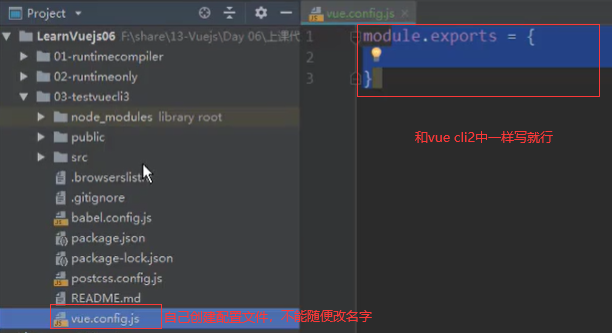 Project
LearnVuejs06 F:\share\13-Vuejs\Day 06\上课代
01-runtimecompiler
02-runtimeonly
03-testvuecli3
node_modules library root
public
src
.browserslist
.gitignore
babel.config.js
package.json
package-lock.json
postcss.config.js
README.md
vue.config.js
自己创建配置文件，不能随便改名字
vue.config.js
1 module.exports = {
2
3 }
和vue cli2中一样写就行